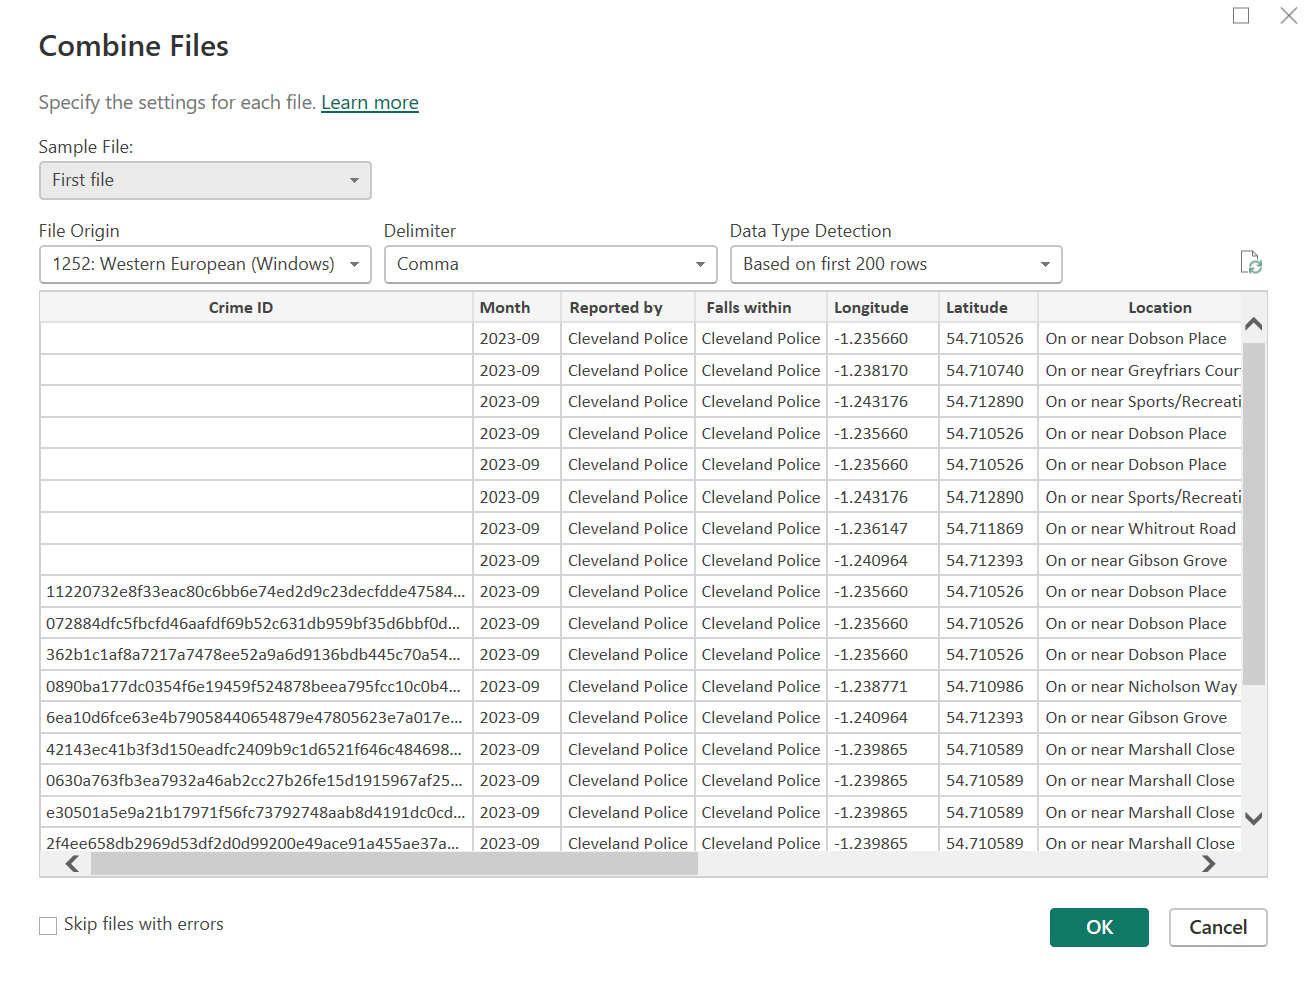 Combine Files
Specify the settings for each file. Learn more
Sample File:
First file
File Origin Delimiter Data Type Detection
1252: Western European (Windows) Comma Based on first 200 rows
Crime ID Month Reported by Falls within Longitude Latitude Location
2023-09 Cleveland Police Cleveland Police -1.235660 54.710526 On or near Dobson Place
2023-09 Cleveland Police Cleveland Police -1.238170 54.710740 On or near Greyfriars Cour
2023-09 Cleveland Police Cleveland Police -1.243176 54.712890 On or near Sports/Recreati
2023-09 Cleveland Police Cleveland Police -1.235660 54.710526 On or near Dobson Place
2023-09 Cleveland Police Cleveland Police -1.235660 54.710526 On or near Dobson Place
2023-09 Cleveland Police Cleveland Police -1.243176 54.712890 On or near Sports/Recreati
2023-09 Cleveland Police Cleveland Police -1.236147 54.711869 On or near Whitrout Road
2023-09 Cleveland Police Cleveland Police -1.240964 54.712393 On or near Gibson Grove
11220732e8f33eac80c6bb6e74ed2d9c23decfdde47584... 2023-09 Cleveland Police Cleveland Police -1.235660 54.710526 On or near Dobson Place
072884dfc5fbcfd46aafdf69b52c631db959bf35d6bbf0d... 2023-09 Cleveland Police Cleveland Police -1.235660 54.710526 On or near Dobson Place
362b1c1af8a7217a7478ee52a9a6d9136bdb445c70a54... 2023-09 Cleveland Police Cleveland Police -1.235660 54.710526 On or near Dobson Place
0890ba177dc0354f6e19459f524878beea795fcc10c0b4... 2023-09 Cleveland Police Cleveland Police -1.238771 54.710986 On or near Nicholson Way
6ea10d6fce63e4b79058440654879e47805623e7a017e... 2023-09 Cleveland Police Cleveland Police -1.240964 54.712393 On or near Gibson Grove
42143ec41b3f3d150eadfc2409b9c1d6521f646c484698... 2023-09 Cleveland Police Cleveland Police -1.239865 54.710589 On or near Marshall Close
0630a763fb3ea7932a46ab2cc27b26fe15d1915967af25... 2023-09 Cleveland Police Cleveland Police -1.239865 54.710589 On or near Marshall Close
e30501a5e9a21b17971f56fc73792748aab8d4191dc0cd... 2023-09 Cleveland Police Cleveland Police -1.239865 54.710589 On or near Marshall Close
2f4ee658db2969d53df2d0d99200e49ace91a455ae37a... 2023-09 Cleveland Police Cleveland Police -1.239865 54.710589 On or near Marshall Close
Skip files with errors
OK Cancel